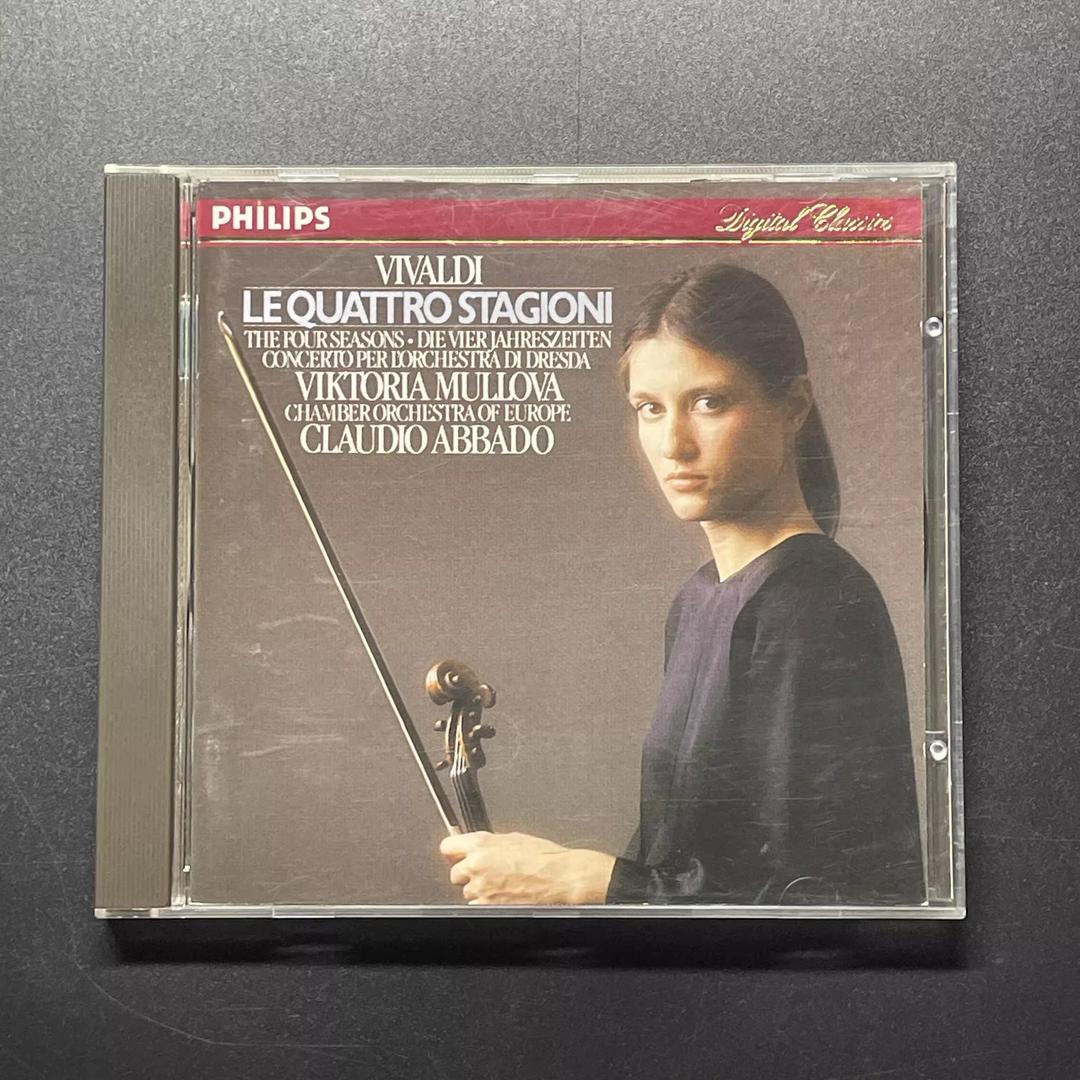 PHILIPS
Digital Classics
VIVALDI
LE QUATTRO STAGIONI
THE FOUR SEASONS • DIE VIER JAHRESZEITEN
CONCERTO PER L'ORCHESTRA DI DRESDA
VIKTORIA MULLOVA
CHAMBER ORCHESTRA OF EUROPE
CLAUDIO ABBADO